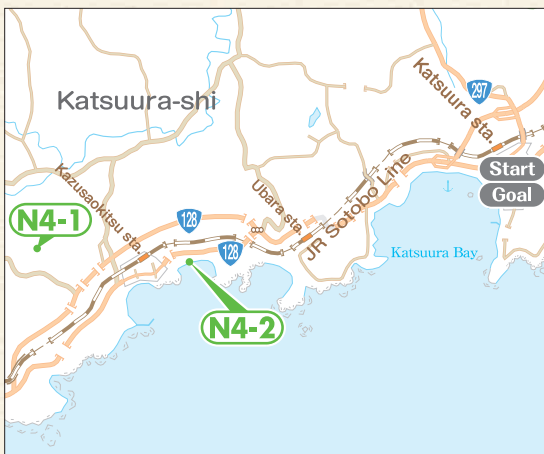 Katsuura-shi
Katsuura sta.
297
Start
Goal
Kazusaokitsu sta.
Ubara sta.
JR Sotobo Line
N4-1
128
128
Katsuura Bay
N4-2